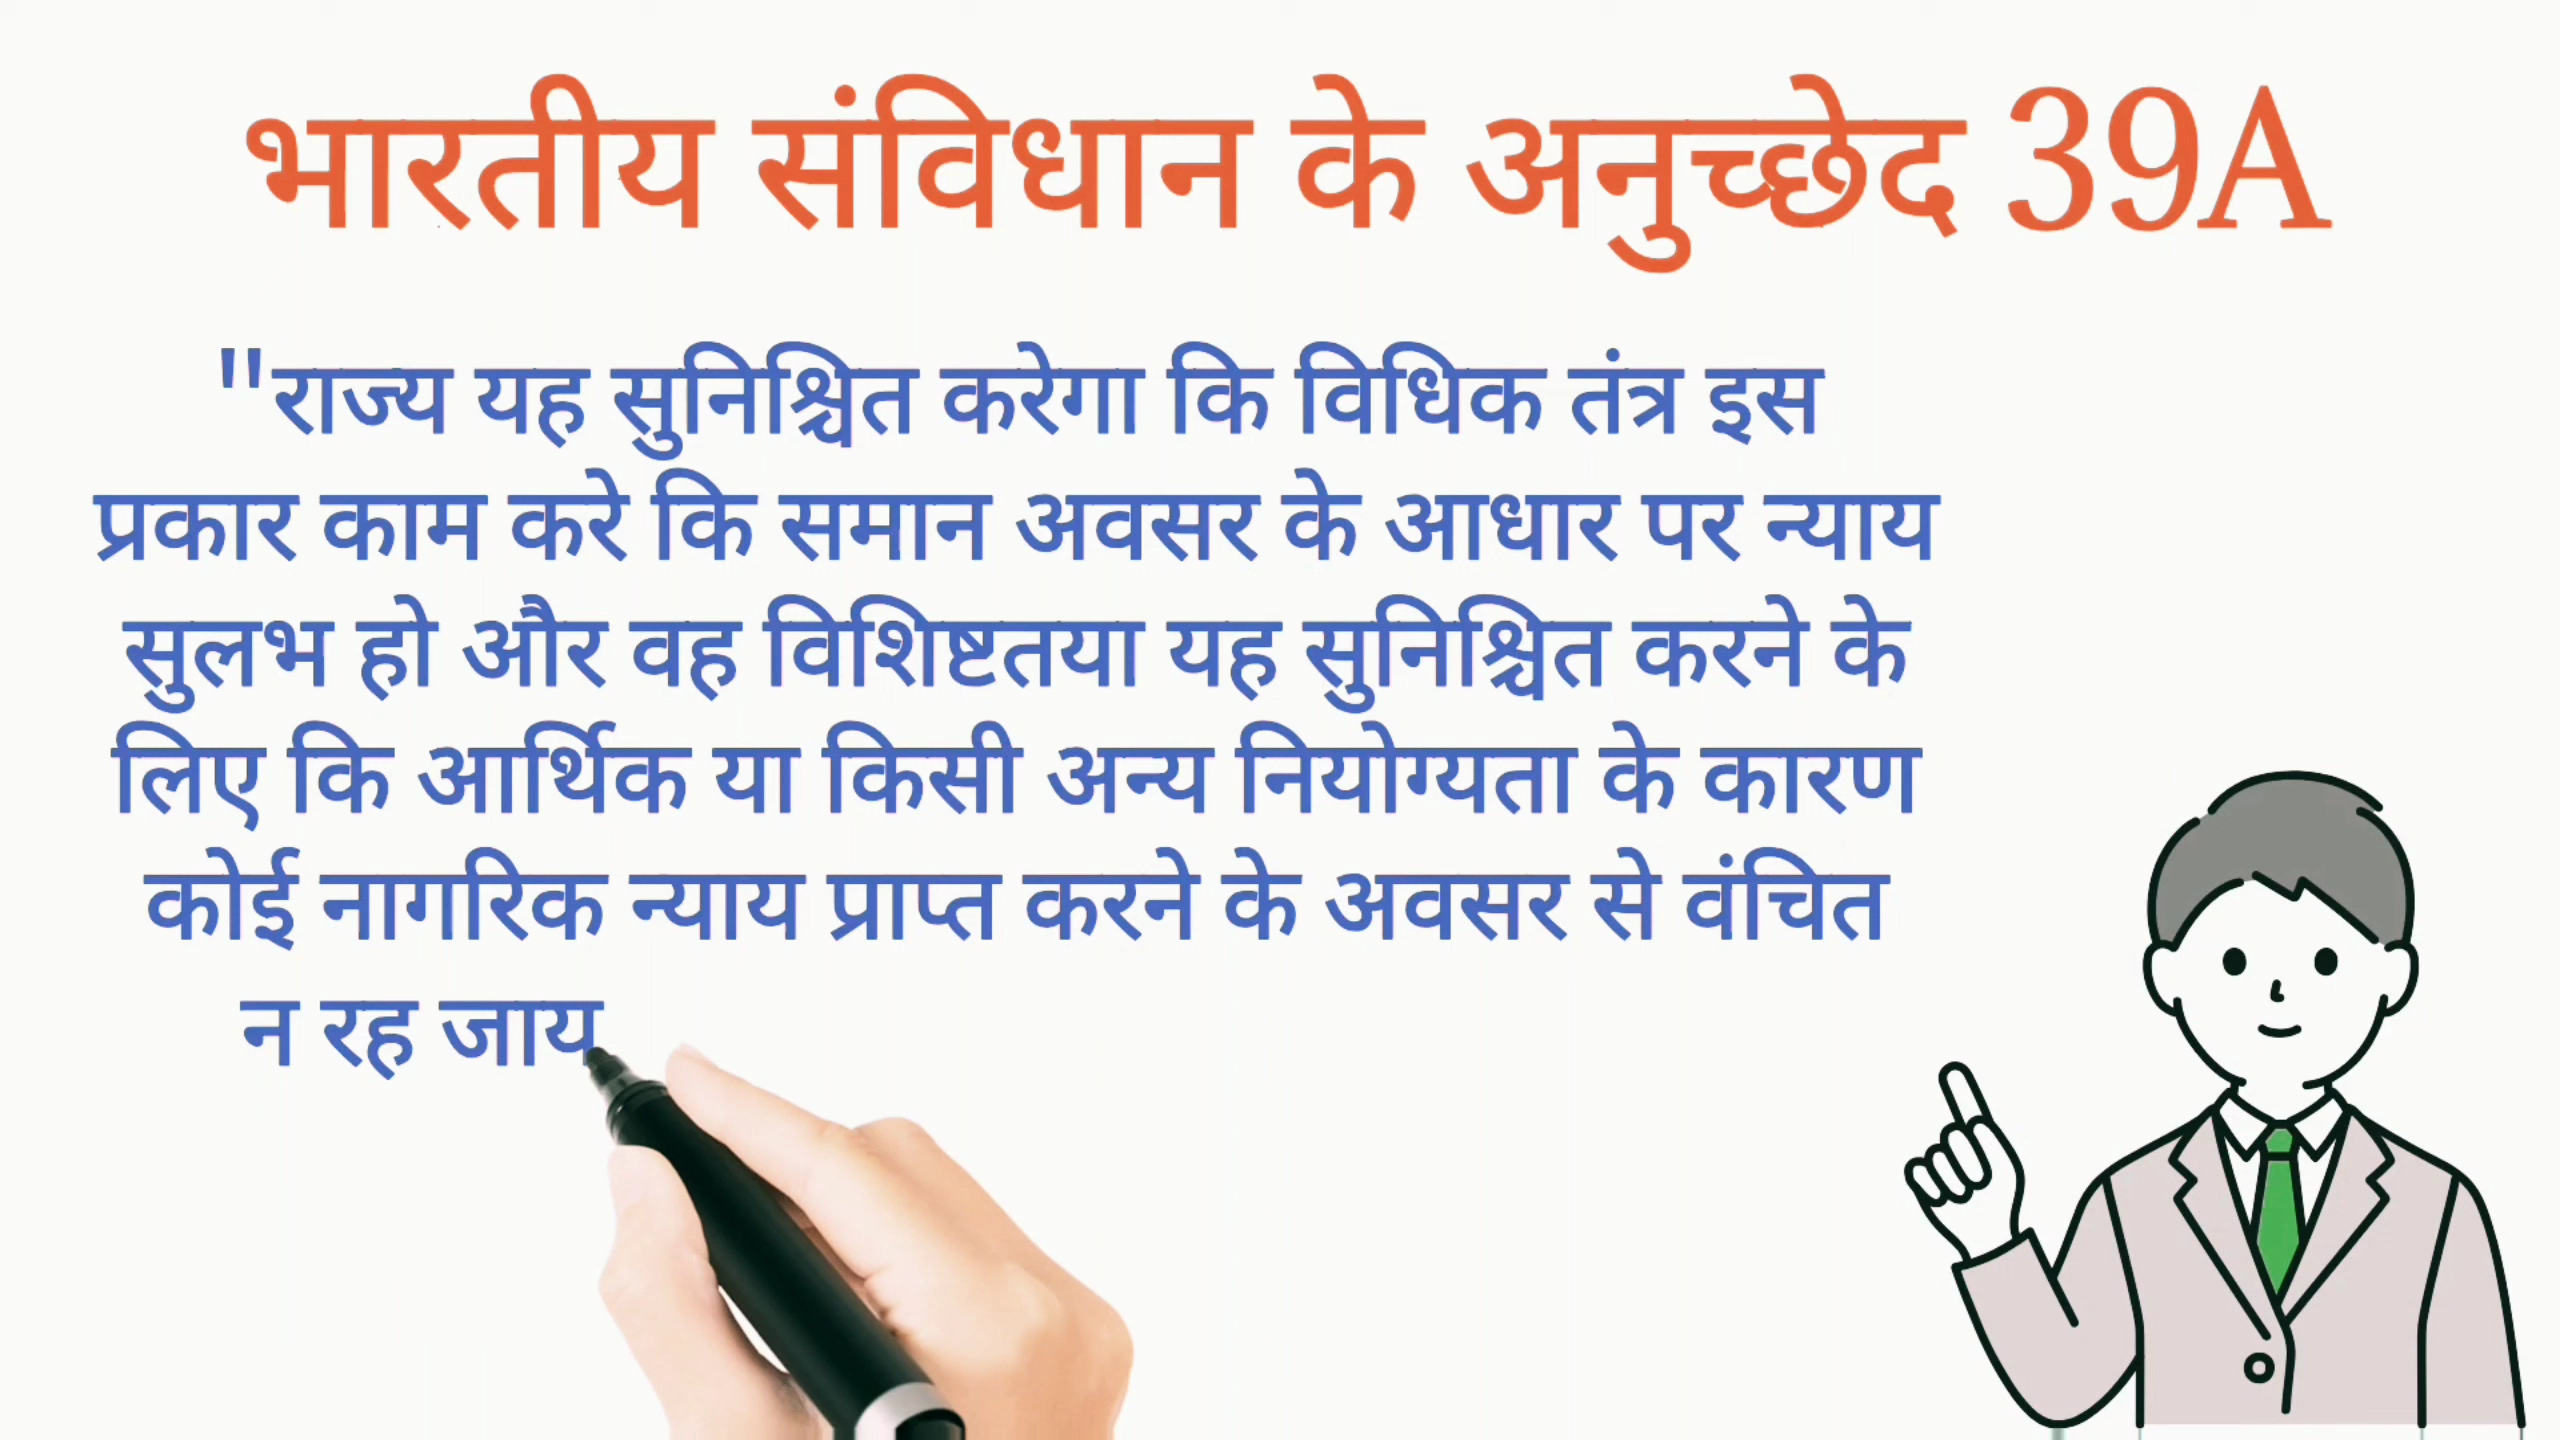 भारतीय संविधान के अनुच्छेद 39A
"राज्य यह सुनिश्चित करेगा कि विधिक तंत्र इस
प्रकार काम करे कि समान अवसर के आधार पर न्याय
सुलभ हो और वह विशिष्टतया यह सुनिश्चित करने के
लिए कि आर्थिक या किसी अन्य नियोग्यता के कारण
कोई नागरिक न्याय प्राप्त करने के अवसर से वंचित
न रह जाय